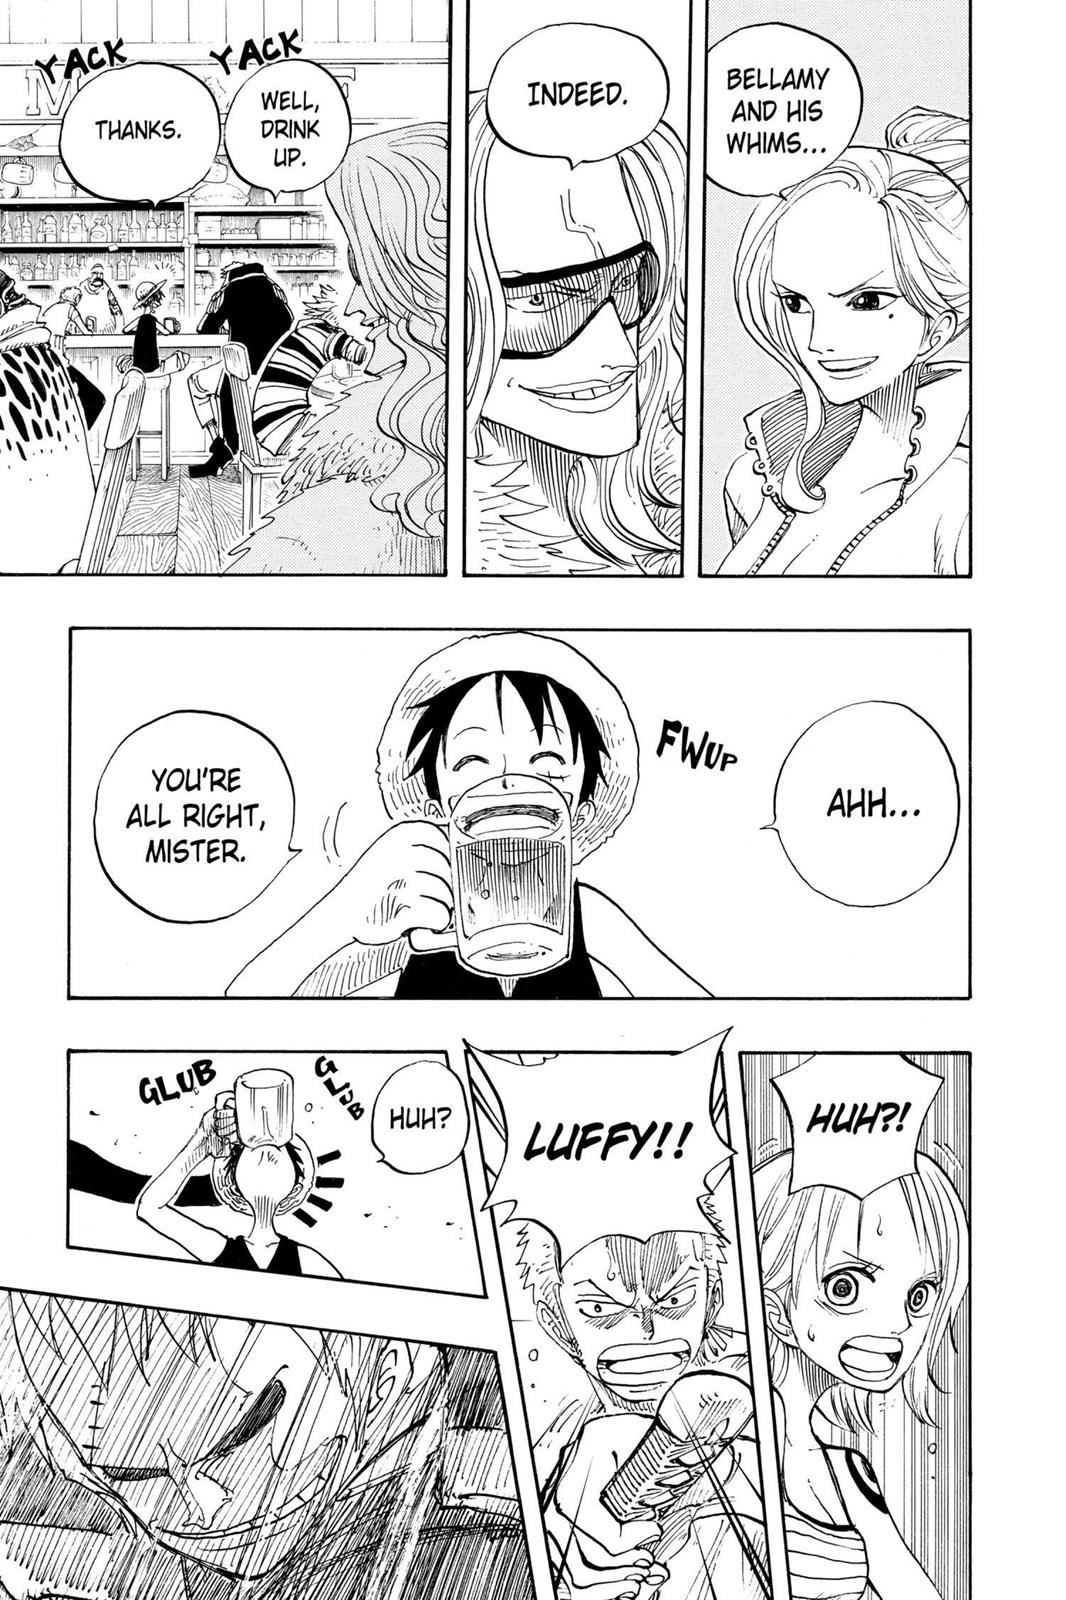 BELLAMY
AND HIS
WHIMS...
INDEED.
YACK
WELL,
DRINK
UP.
YACK
THANKS.
AHH...
FWUP
YOU'RE
ALL RIGHT,
MISTER.
HUH?!
LUFFY!!
HUH?
GLUB
GLUB